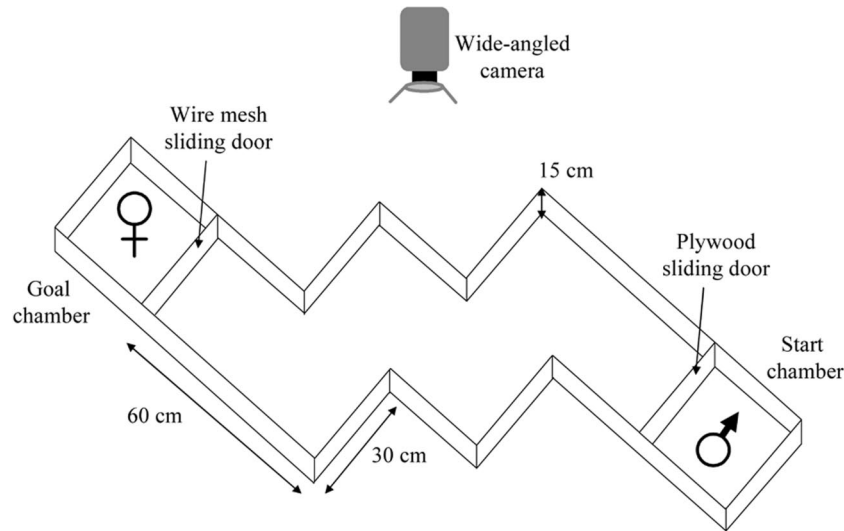 Wide-angled
camera
Wire mesh
sliding door
15 cm
Plywood
sliding door
Goal
chamber
Start
chamber
60 cm
30 cm